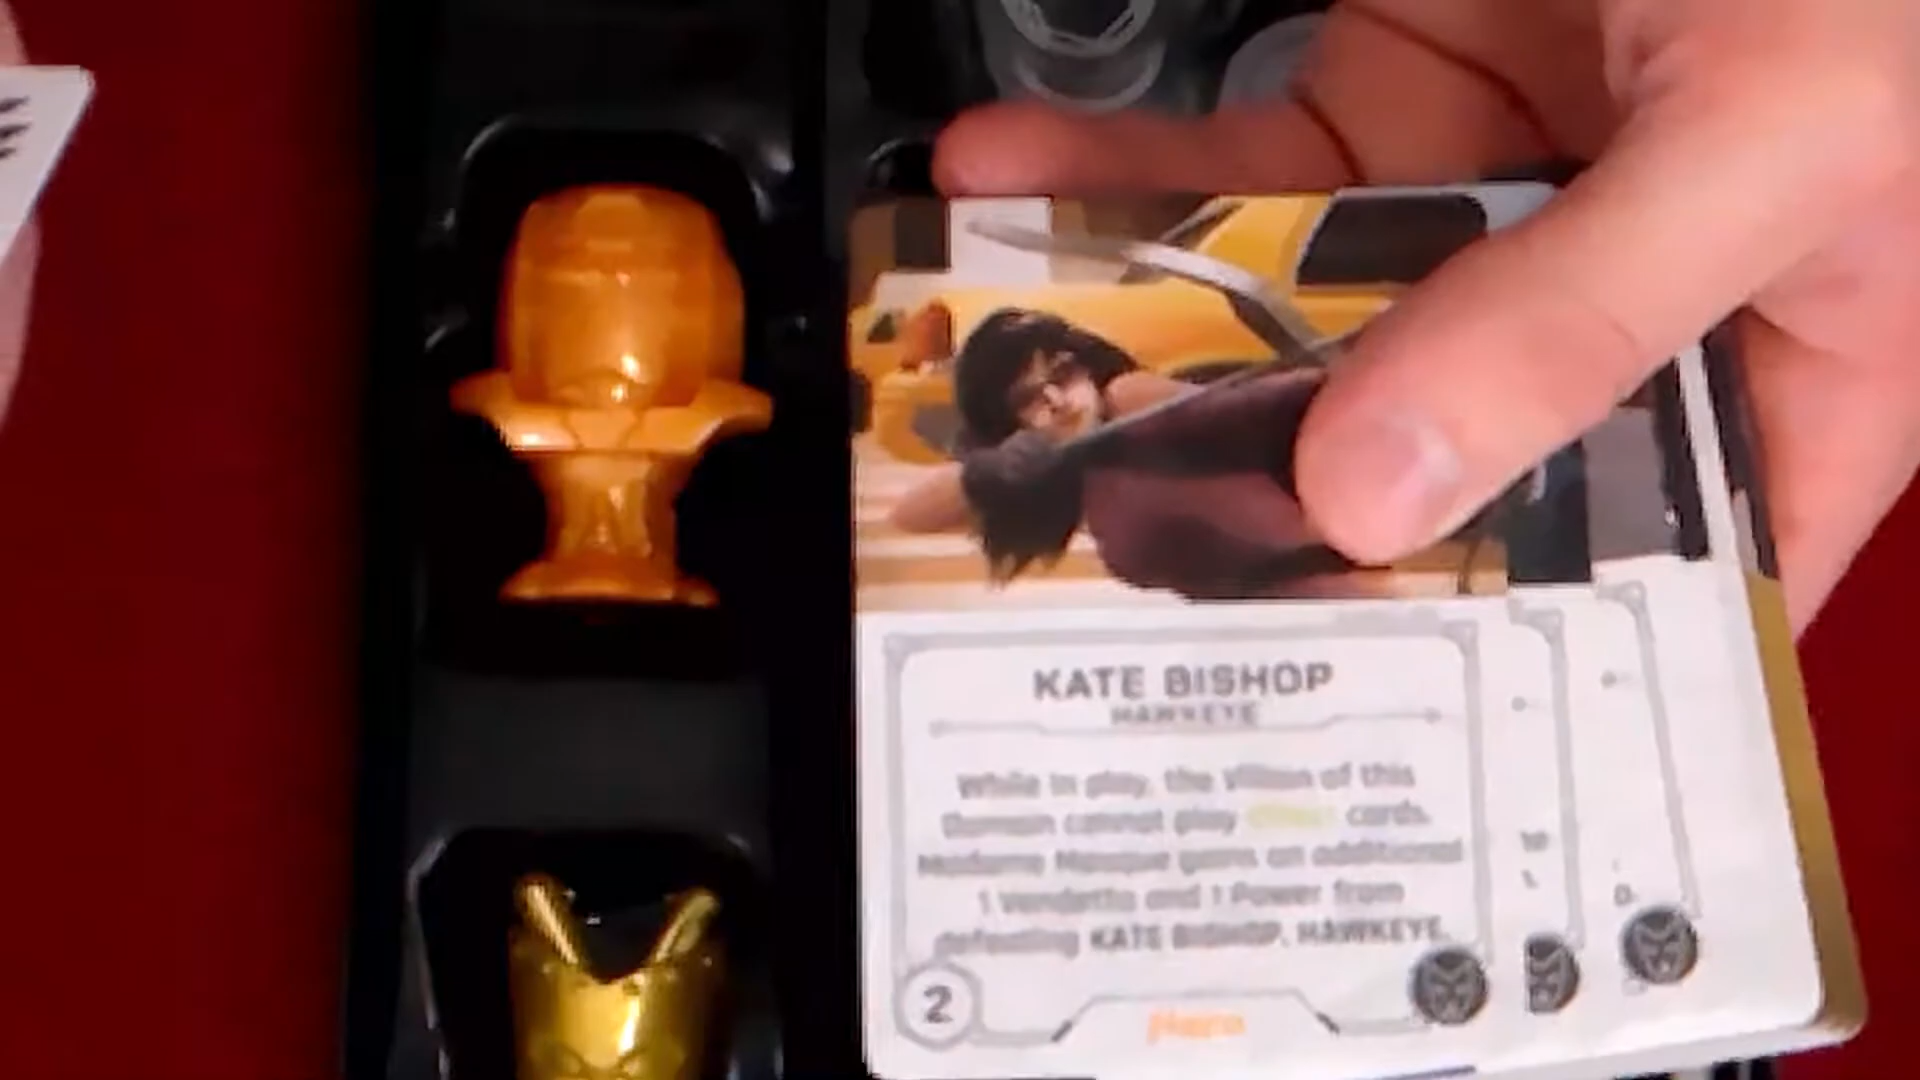 KATE BISHOP
HAWKEYE
While in play, the Villain of this
Domain cannot play cards.
Madame Masque gains an additional
1 Vendetta and 1 Power from
defeating KATE BISHOP, HAWKEYE.
2
Hero